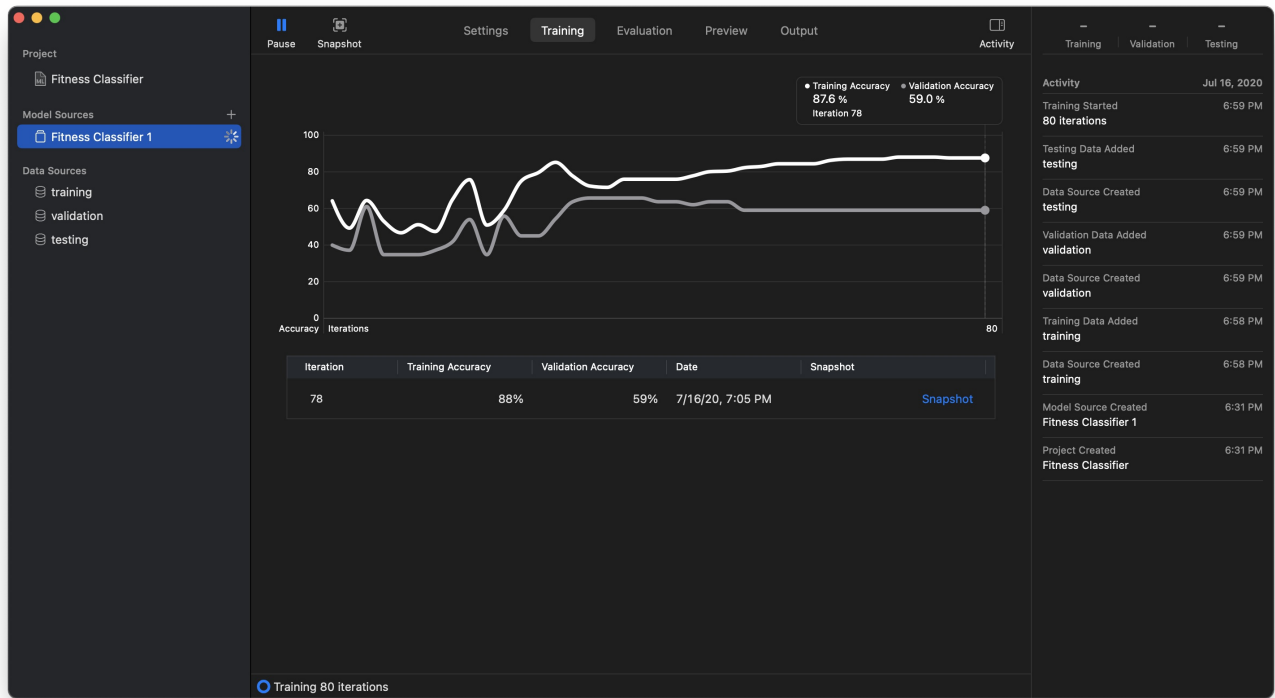 Project
Fitness Classifier
Model Sources +
Fitness Classifier 1
Data Sources
training
validation
testing
Pause
Snapshot
Settings
Training
Evaluation
Preview
Output
Activity
Training Accuracy Validation Accuracy
87.6 % 59.0 %
Iteration 78
100
80
60
40
20
0
Accuracy Iterations 80
Iteration Training Accuracy Validation Accuracy Date Snapshot
78 88% 59% 7/16/20, 7:05 PM Snapshot
Training 80 iterations
– – –
Training Validation Testing
Activity Jul 16, 2020
Training Started 6:59 PM
80 iterations
Testing Data Added 6:59 PM
testing
Data Source Created 6:59 PM
testing
Validation Data Added 6:59 PM
validation
Data Source Created 6:59 PM
validation
Training Data Added 6:58 PM
training
Data Source Created 6:58 PM
training
Model Source Created 6:31 PM
Fitness Classifier 1
Project Created 6:31 PM
Fitness Classifier